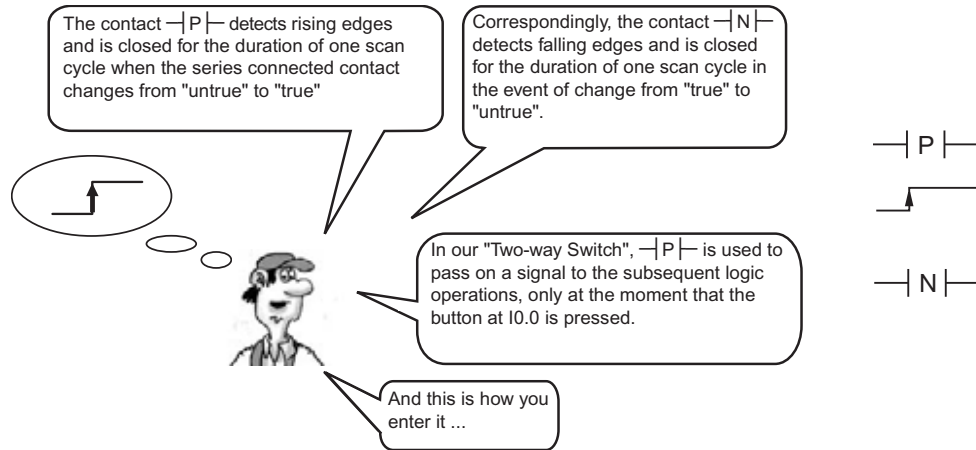 The contact ─┤P├─ detects rising edges
and is closed for the duration of one scan
cycle when the series connected contact
changes from "untrue" to "true"
Correspondingly, the contact ─┤N├─
detects falling edges and is closed
for the duration of one scan cycle in
the event of change from "true" to
"untrue".
In our "Two-way Switch", ─┤P├─ is used to
pass on a signal to the subsequent logic
operations, only at the moment that the
button at I0.0 is pressed.
And this is how you
enter it ...
─┤P├─
─┤N├─